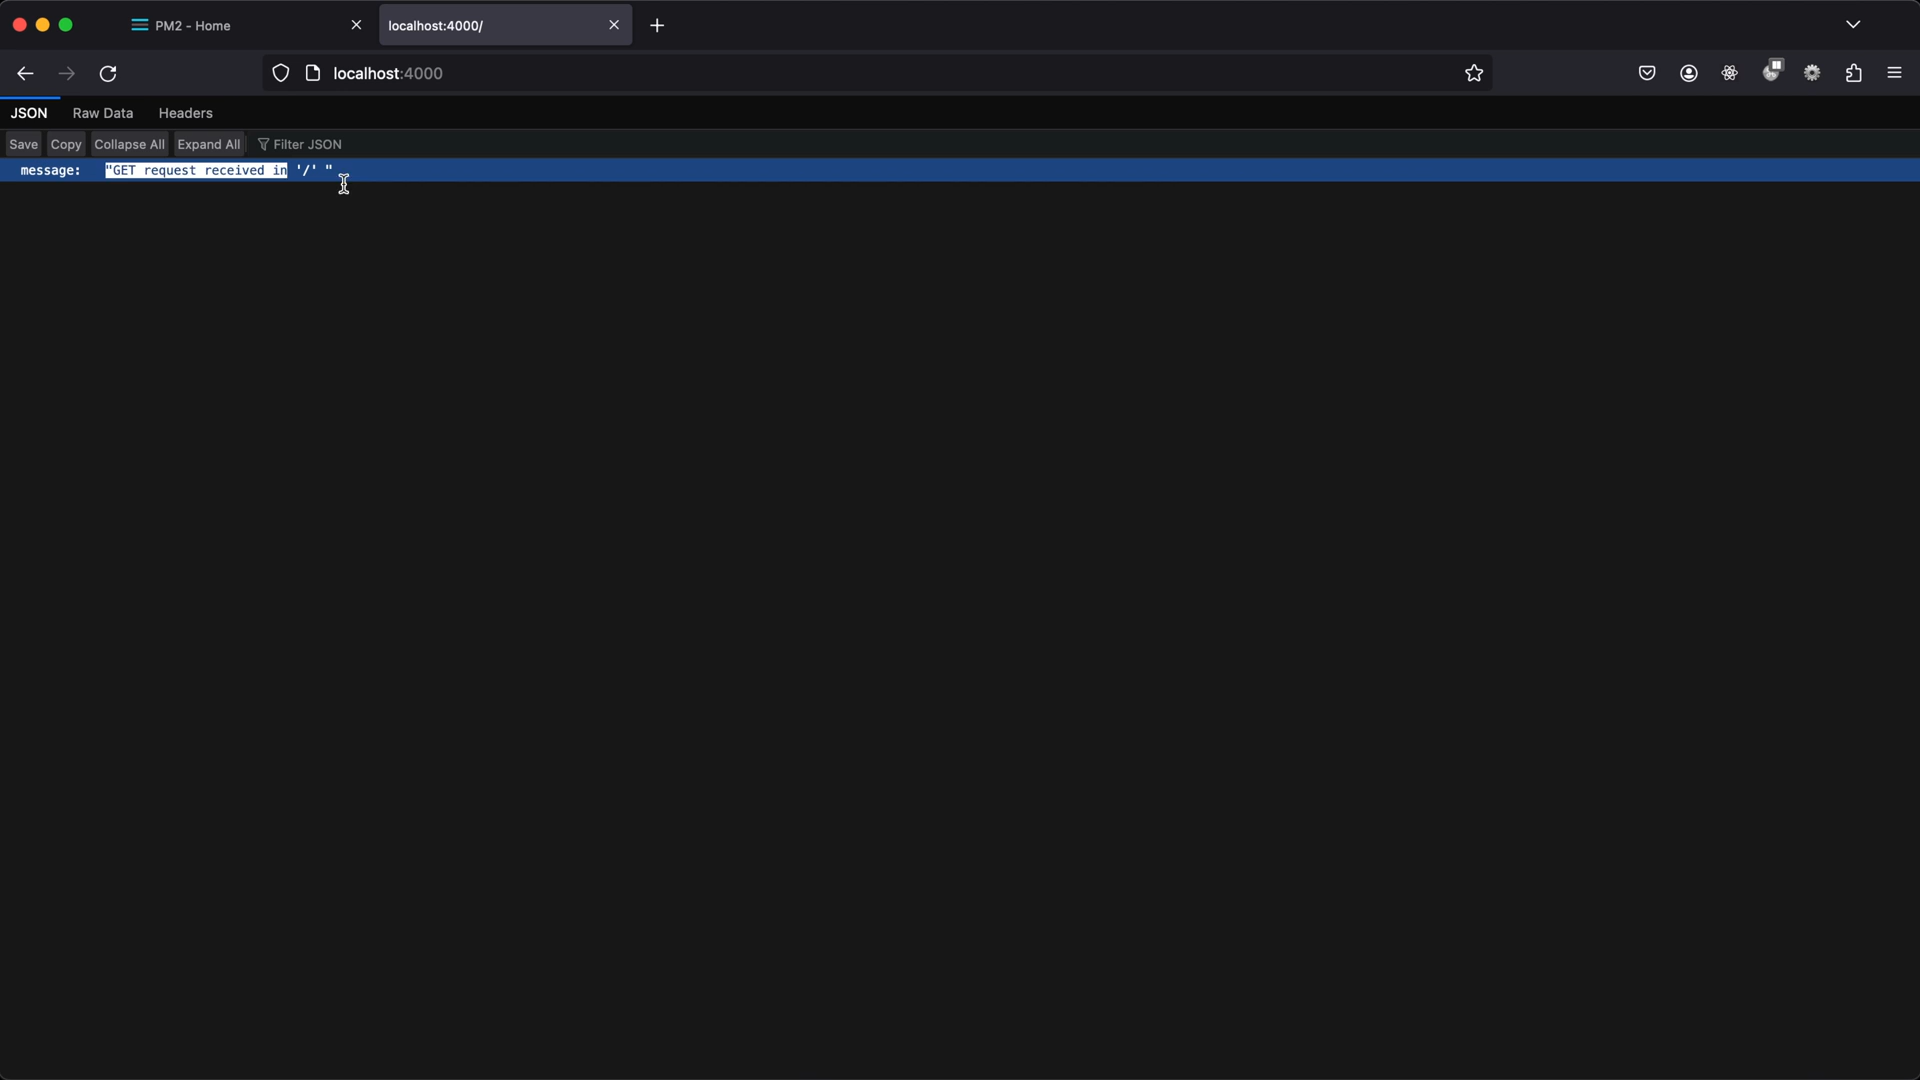 PM2 - Home
localhost:4000/
localhost:4000
JSON Raw Data Headers
Save Copy Collapse All Expand All Filter JSON
message: "GET request received in '/' "